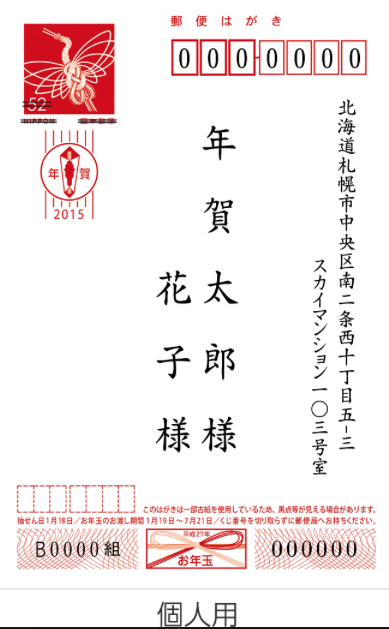 郵便はがき
000-0000
52
NIPPON 日本郵便
年賀
2015
北海道札幌市中央区南二条西十丁目五-三
スカイマンション一〇三号室
年賀太郎様
花子様
このはがきは一部古紙を使用しているため、黒点等が見える場合があります。
抽せん日1月18日/お年玉のお渡し期間1月19日~7月21日/くじ番号を切り取らずに郵便局へお持ちください。
B0000組
平成27年
お年玉
000000
個人用